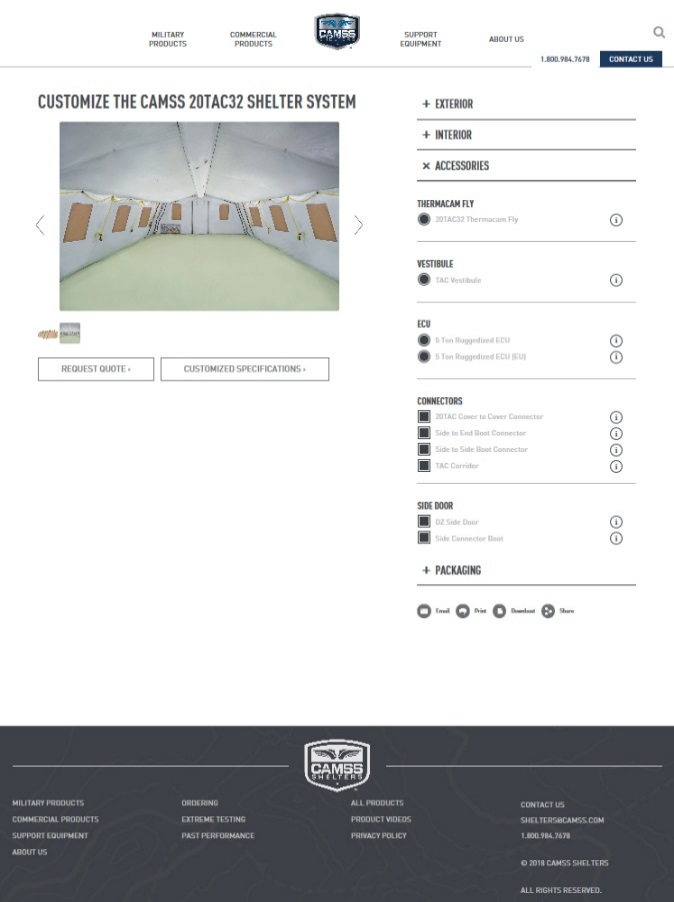 MILITARY
PRODUCTS
COMMERCIAL
PRODUCTS
CAMSS
SHELTERS
SUPPORT
EQUIPMENT
ABOUT US
1.800.984.7678
CONTACT US
CUSTOMIZE THE CAMSS 20TAC32 SHELTER SYSTEM
REQUEST QUOTE ›
CUSTOMIZED SPECIFICATIONS ›
+ EXTERIOR
+ INTERIOR
× ACCESSORIES
THERMACAM FLY
20TAC32 Thermacam Fly
VESTIBULE
TAC Vestibule
ECU
5 Ton Ruggedized ECU
5 Ton Ruggedized ECU (EU)
CONNECTORS
20TAC Cover to Cover Connector
Side to End Boot Connector
Side to Side Boot Connector
TAC Corridor
SIDE DOOR
DZ Side Door
Side Connector Boot
+ PACKAGING
Email Print Download Share
CAMSS
SHELTERS
MILITARY PRODUCTS
COMMERCIAL PRODUCTS
SUPPORT EQUIPMENT
ABOUT US
ORDERING
EXTREME TESTING
PAST PERFORMANCE
ALL PRODUCTS
PRODUCT VIDEOS
PRIVACY POLICY
CONTACT US
SHELTERS@CAMSS.COM
1.800.984.7678
© 2018 CAMSS SHELTERS
ALL RIGHTS RESERVED.